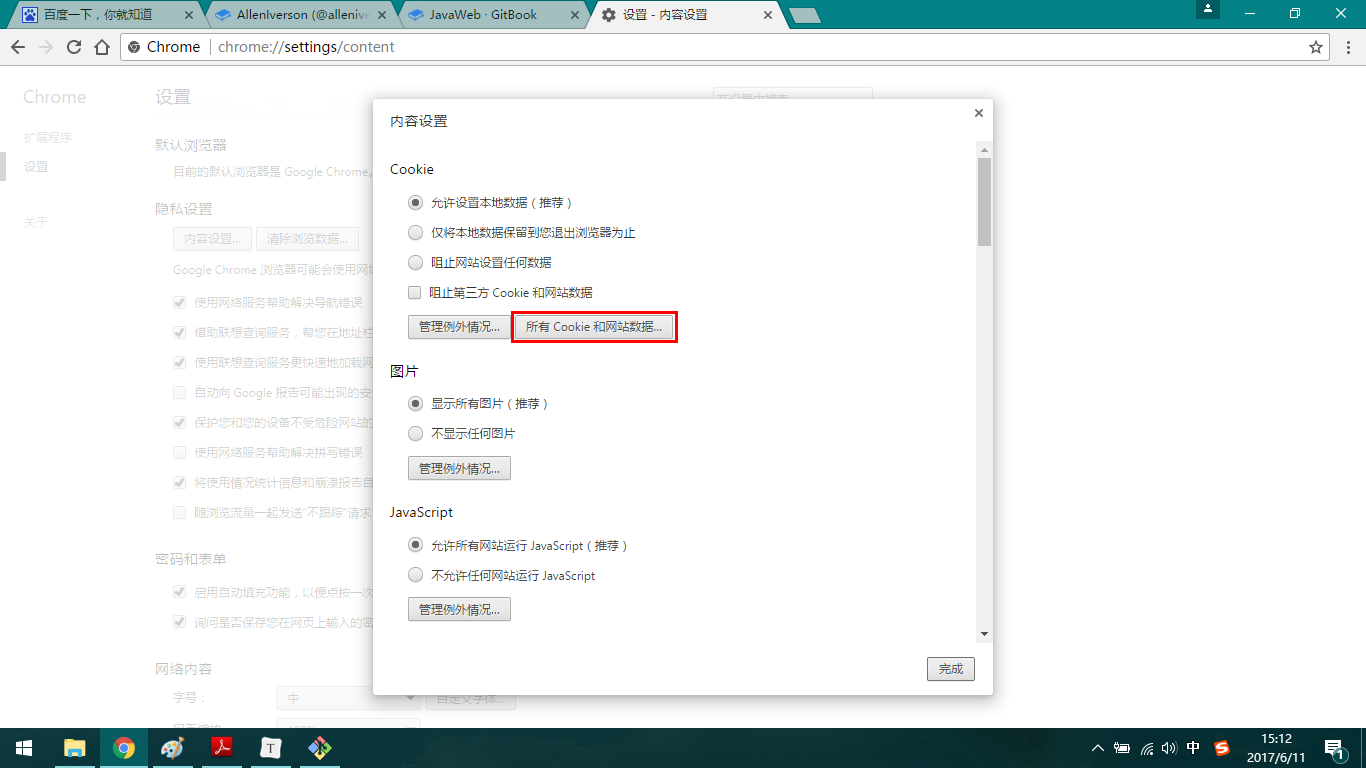 百度一下，你就知道
AllenIverson (@allenive
JavaWeb · GitBook
设置 - 内容设置
Chrome
chrome://settings/content
Chrome
设置
在设置中搜索
扩展程序
设置
关于
默认浏览器
目前的默认浏览器是 Google Chrome。
隐私设置
内容设置...
清除浏览数据...
Google Chrome 浏览器可能会使用网络
使用网络服务帮助解决导航错误
借助联想查询服务，帮您在地址栏
使用联想查询服务更快速地加载网
自动向 Google 报告可能出现的安
保护您和您的设备不受危险网站的
使用网络服务帮助解决拼写错误
将使用情况统计信息和崩溃报告自
随浏览流量一起发送“不跟踪”请求
密码和表单
启用自动填充功能，以便点按一次
询问是否保存您在网页上输入的密
网络内容
字号：
中
自定义字体...
内容设置
Cookie
允许设置本地数据（推荐）
仅将本地数据保留到您退出浏览器为止
阻止网站设置任何数据
阻止第三方 Cookie 和网站数据
管理例外情况...
所有 Cookie 和网站数据...
图片
显示所有图片（推荐）
不显示任何图片
管理例外情况...
JavaScript
允许所有网站运行 JavaScript（推荐）
不允许任何网站运行 JavaScript
管理例外情况...
完成
T
中
S
15:12
2017/6/11
1